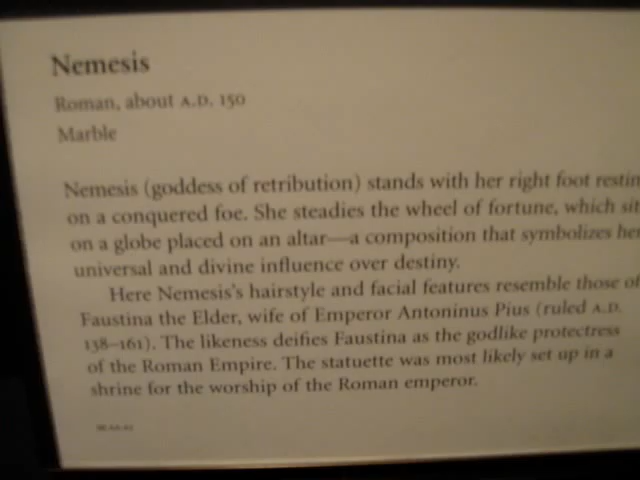 Nemesis
Roman, about A.D. 150
Marble
Nemesis (goddess of retribution) stands with her right foot restin
on a conquered foe. She steadies the wheel of fortune, which sit
on a globe placed on an altar—a composition that symbolizes her
universal and divine influence over destiny.
Here Nemesis's hairstyle and facial features resemble those of
Faustina the Elder, wife of Emperor Antoninus Pius (ruled A.D.
138–161). The likeness deifies Faustina as the godlike protectress
of the Roman Empire. The statuette was most likely set up in a
shrine for the worship of the Roman emperor.